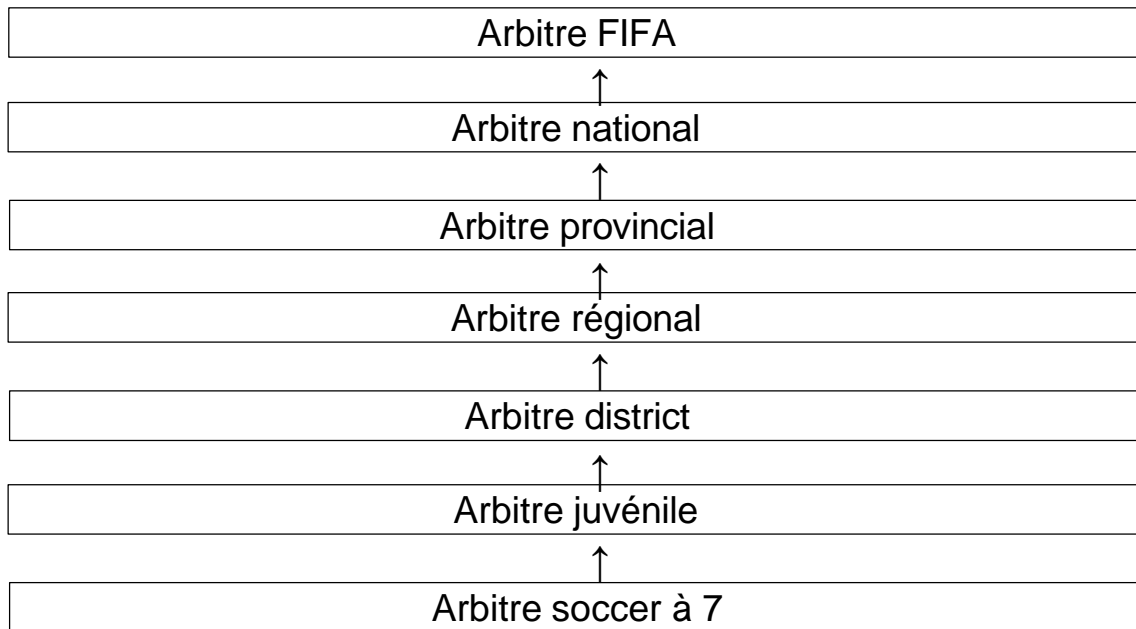 Arbitre FIFA
↑
Arbitre national
↑
Arbitre provincial
↑
Arbitre régional
↑
Arbitre district
↑
Arbitre juvénile
↑
Arbitre soccer à 7